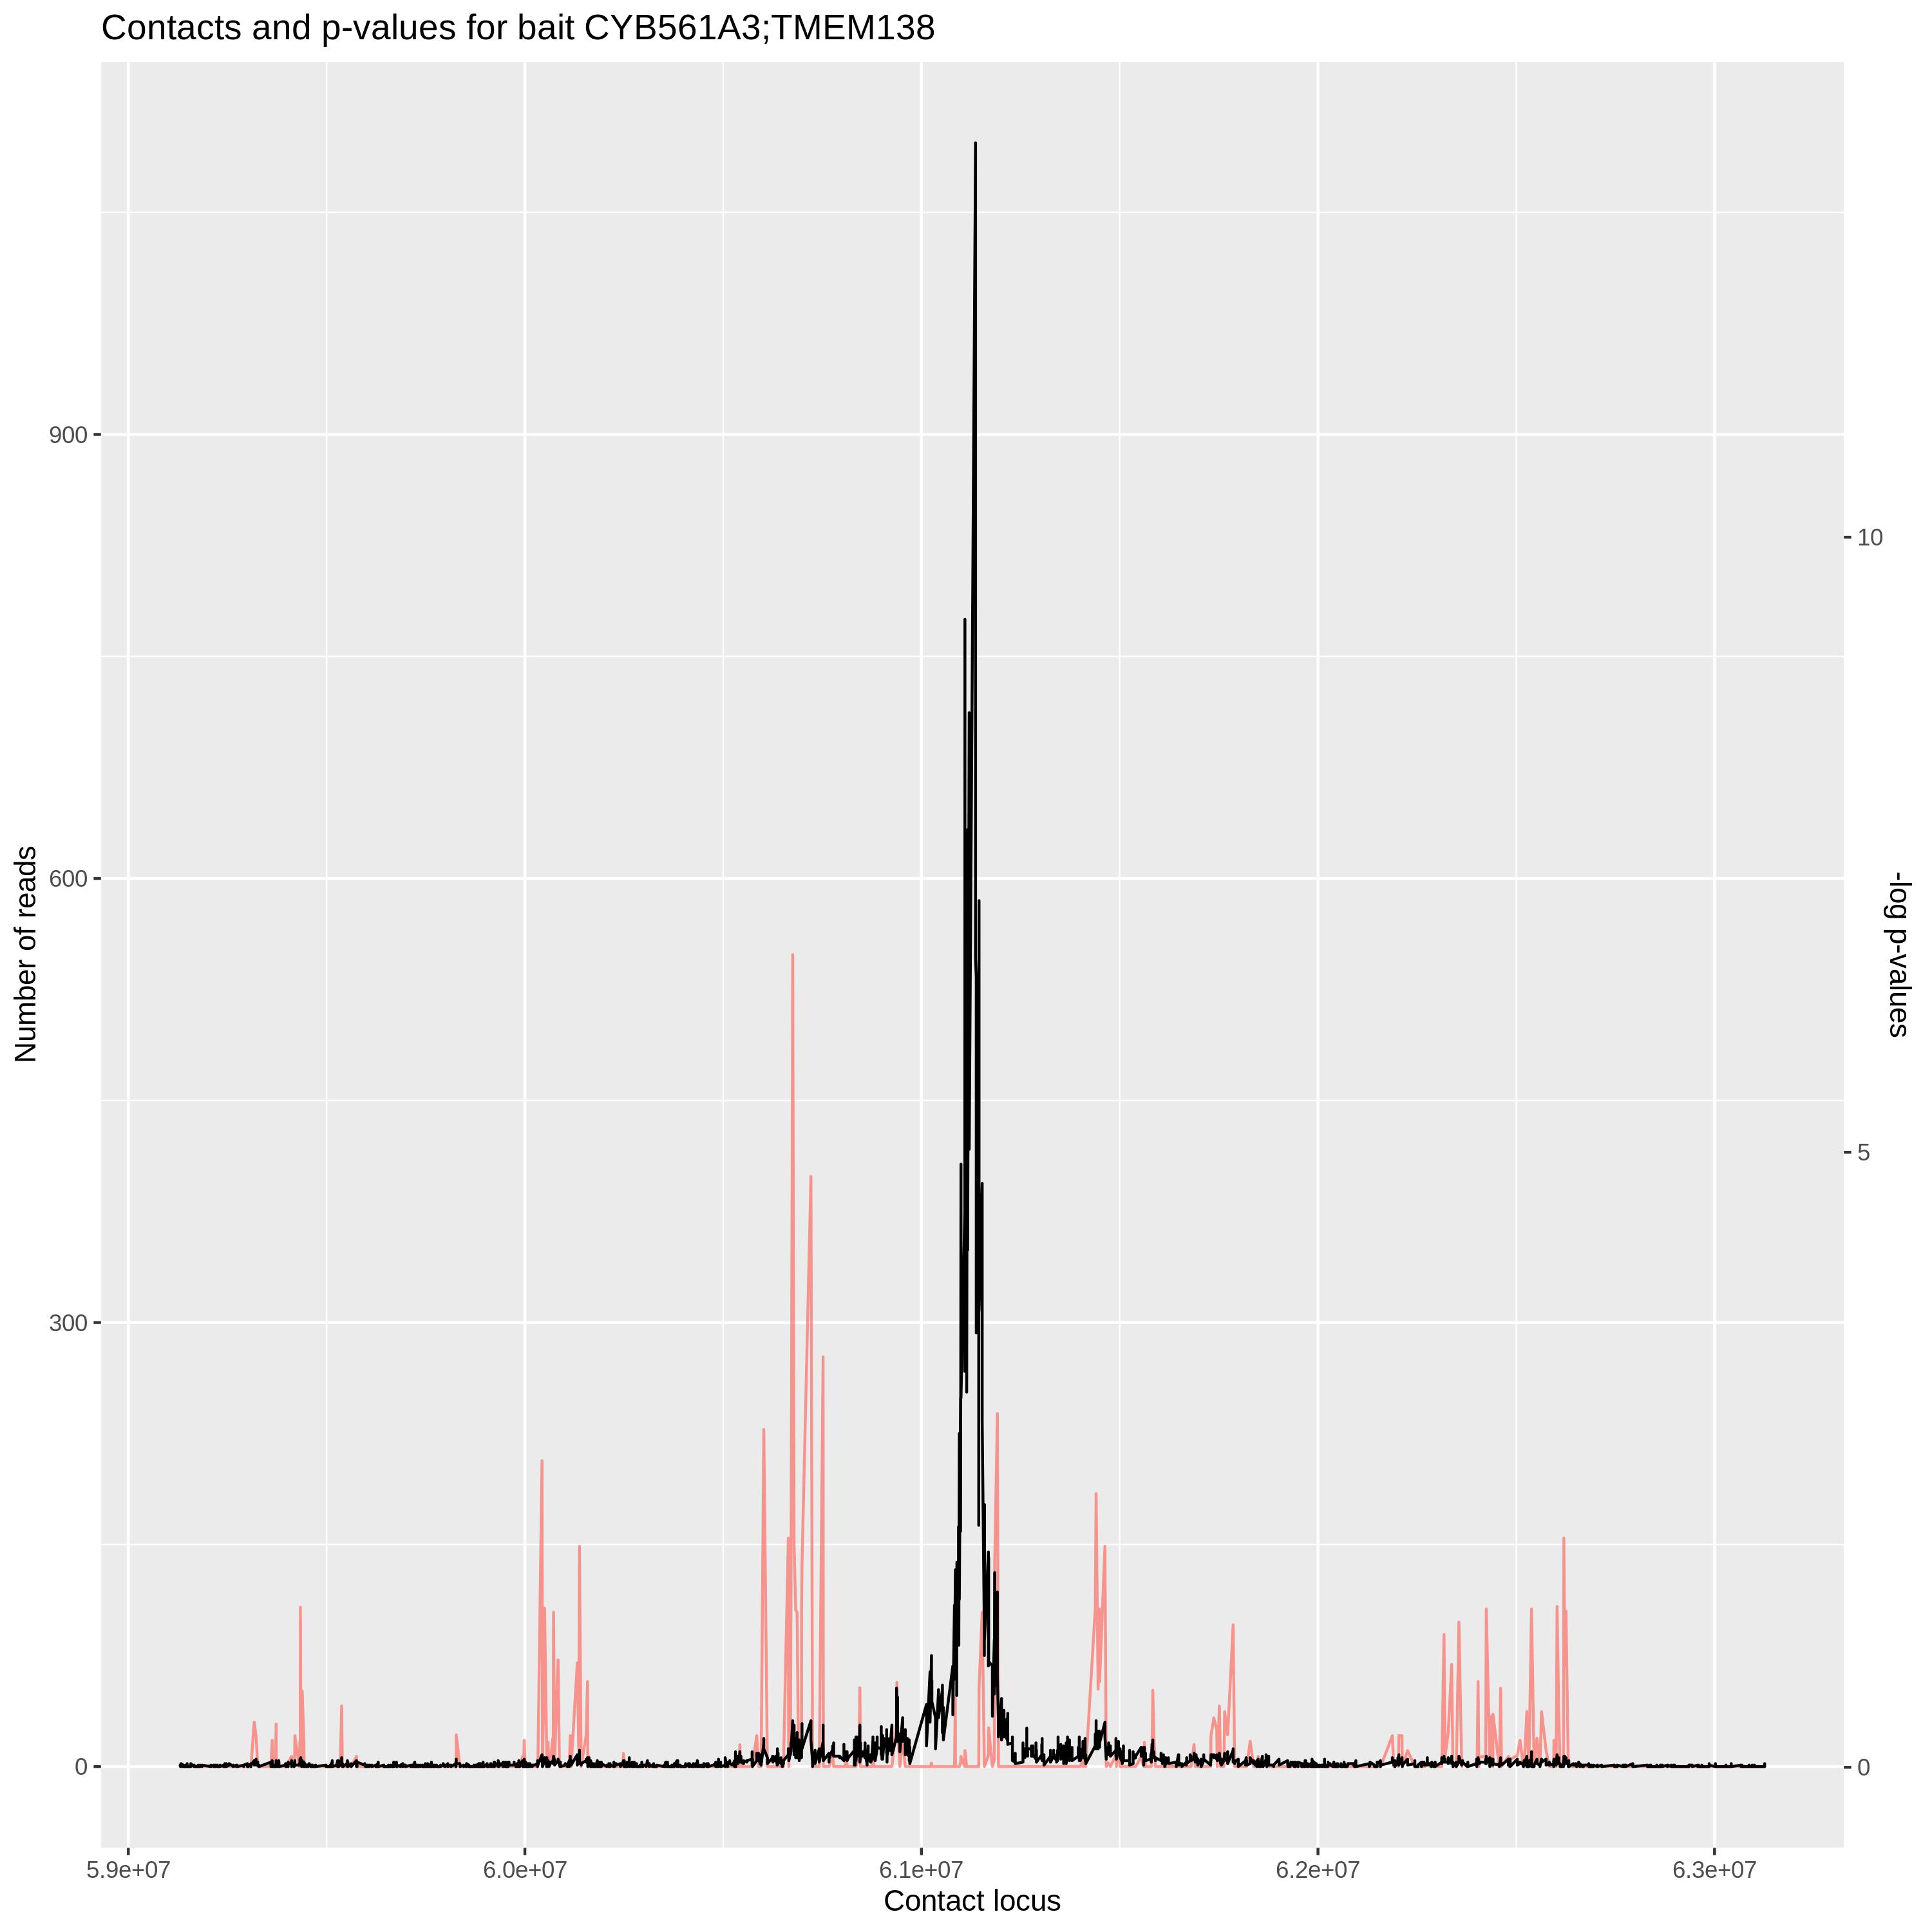 Contacts and p-values for bait CYB561A3;TMEM138
900
600
300
0
Number of reads
10
5
0
-log p-values
5.9e+07 6.0e+07 6.1e+07 6.2e+07 6.3e+07
Contact locus